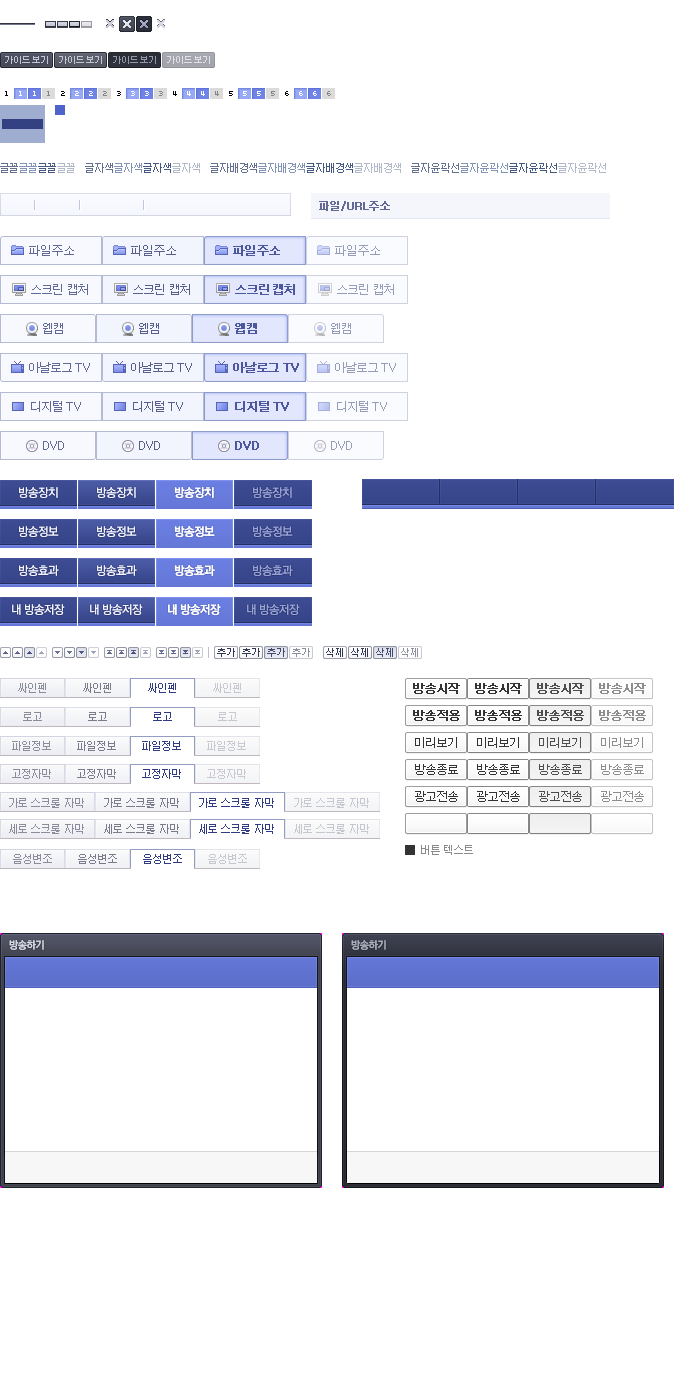 가이드 보기 가이드 보기 가이드 보기 가이드 보기
1 1 1 1 2 2 2 2 3 3 3 3 4 4 4 4 5 5 5 5 6 6 6 6
글꼴글꼴글꼴글꼴 글자색글자색글자색글자색 글자배경색글자배경색글자배경색글자배경색 글자윤곽선글자윤곽선글자윤곽선글자윤곽선
파일/URL주소
파일주소 파일주소 파일주소 파일주소
스크린 캡처 스크린 캡처 스크린 캡처 스크린 캡처
웹캠 웹캠 웹캠 웹캠
아날로그 TV 아날로그 TV 아날로그 TV 아날로그 TV
디지털 TV 디지털 TV 디지털 TV 디지털 TV
DVD DVD DVD DVD
방송장치 방송장치 방송장치 방송장치
방송정보 방송정보 방송정보 방송정보
방송효과 방송효과 방송효과 방송효과
내 방송저장 내 방송저장 내 방송저장 내 방송저장
추가 추가 추가 추가 삭제 삭제 삭제 삭제
싸인펜 싸인펜 싸인펜 싸인펜 방송시작 방송시작 방송시작 방송시작
로고 로고 로고 로고 방송적용 방송적용 방송적용 방송적용
파일정보 파일정보 파일정보 파일정보 미리보기 미리보기 미리보기 미리보기
고정자막 고정자막 고정자막 고정자막 방송종료 방송종료 방송종료 방송종료
가로 스크롤 자막 가로 스크롤 자막 가로 스크롤 자막 가로 스크롤 자막 광고전송 광고전송 광고전송 광고전송
세로 스크롤 자막 세로 스크롤 자막 세로 스크롤 자막 세로 스크롤 자막
음성변조 음성변조 음성변조 음성변조 버튼 텍스트
방송하기 방송하기